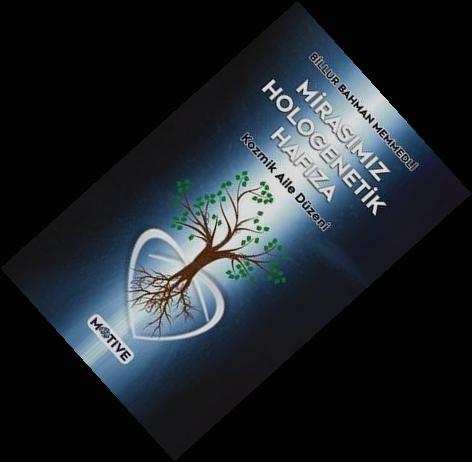 BİLLUR BAHMAN MEMMEDLİ
MİRASIMIZ
HOLOGENETİK
HAFIZA
Kozmik Aile Düzeni
MOTIVE